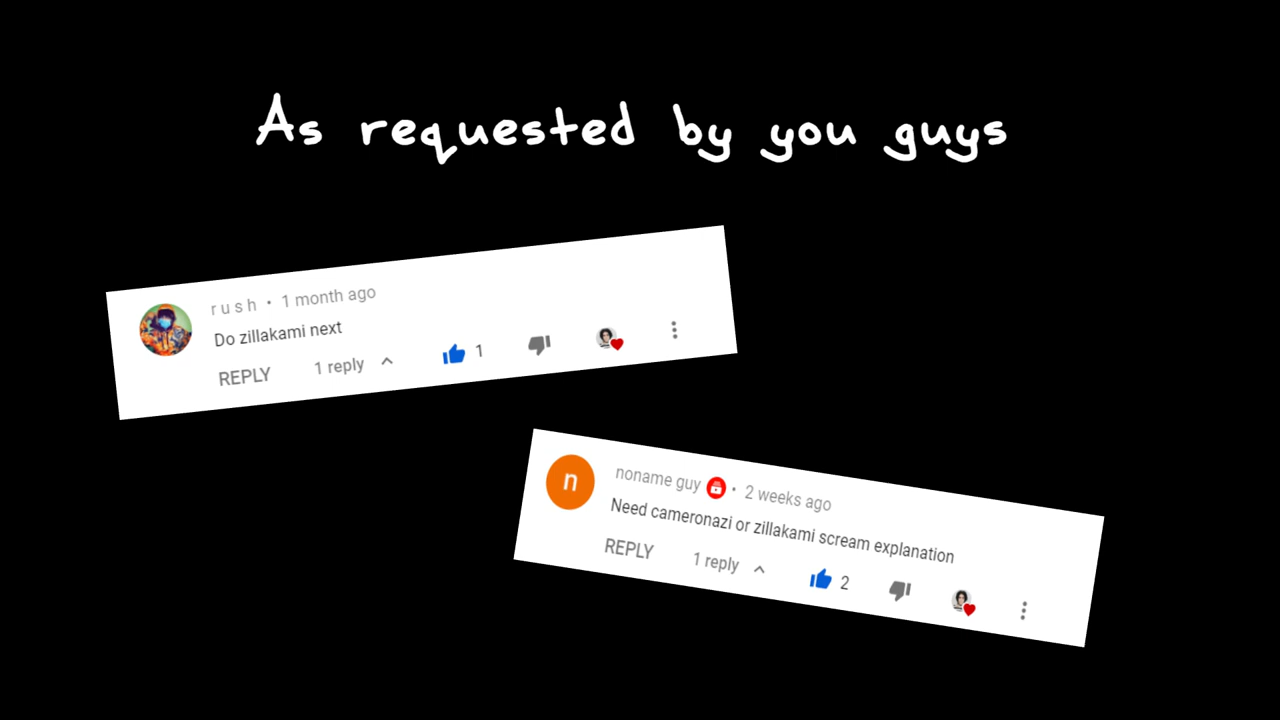 As requested by you guys
r u s h • 1 month ago
Do zillakami next
REPLY 1 reply 1
n
noname guy • 2 weeks ago
Need cameronazi or zillakami scream explanation
REPLY 1 reply 2